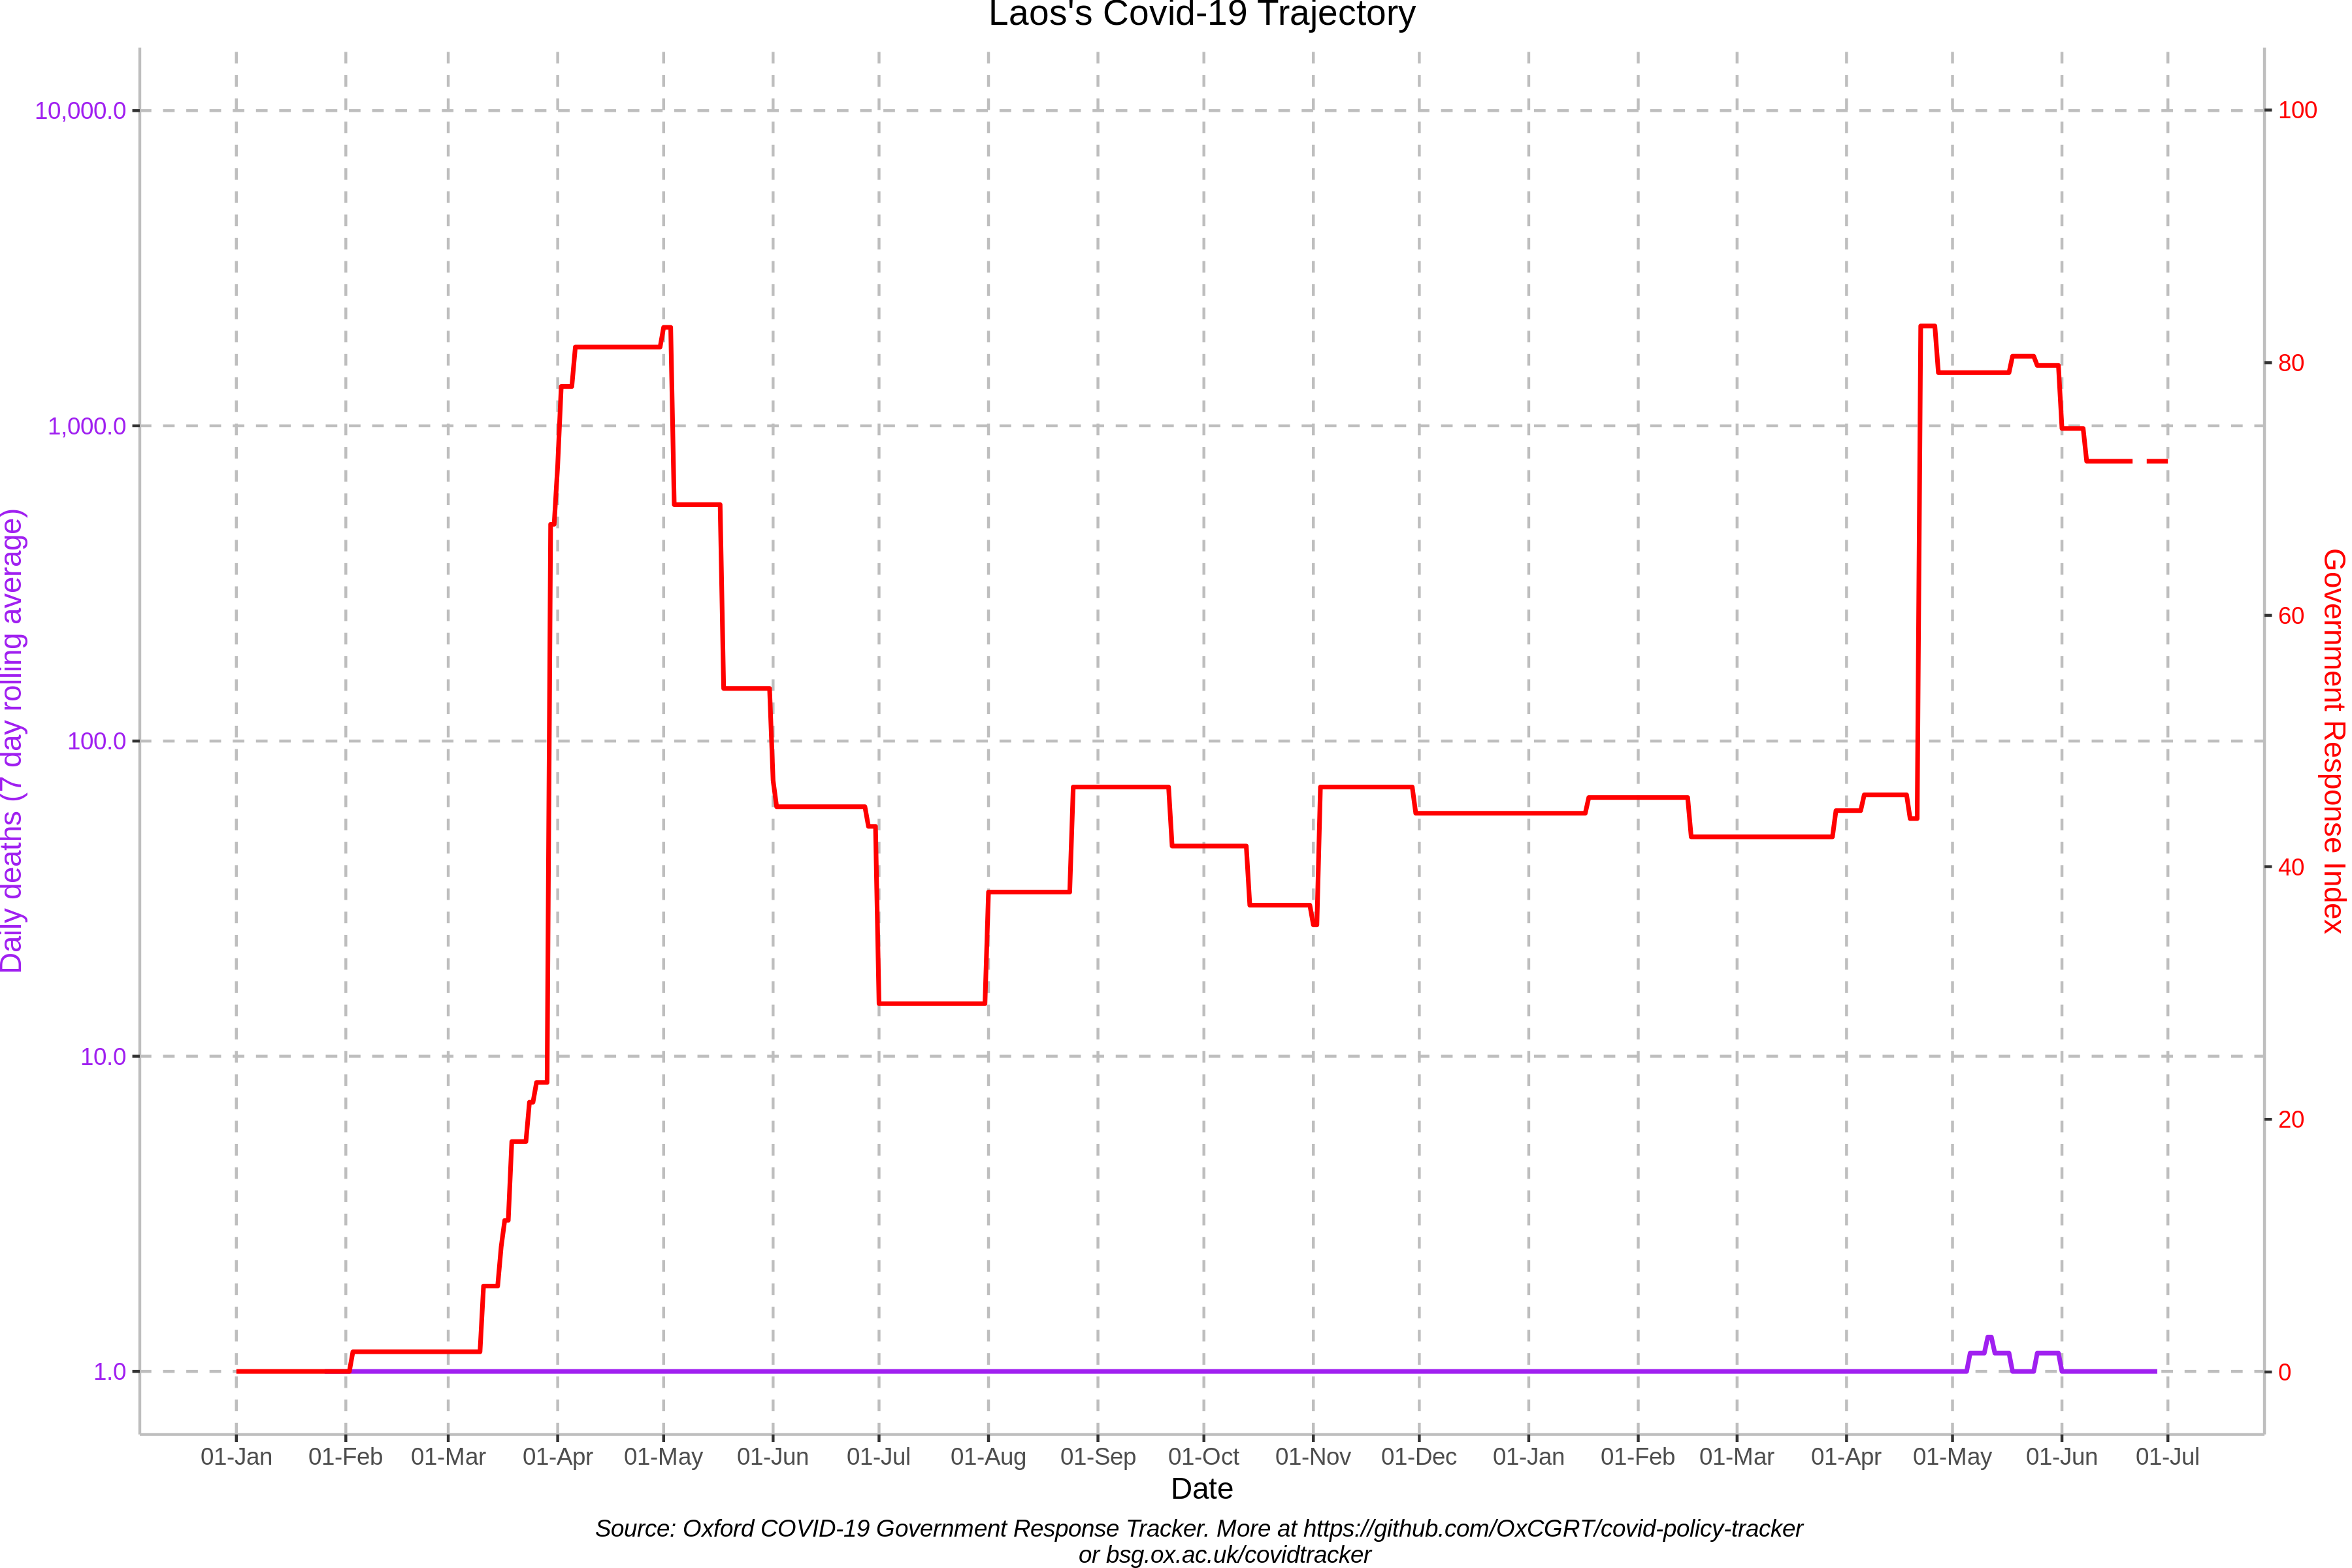 Laos's Covid-19 Trajectory
10,000.0
1,000.0
100.0
10.0
1.0
Daily deaths (7 day rolling average)
100
80
60
40
20
0
Government Response Index
01-Jan 01-Feb 01-Mar 01-Apr 01-May 01-Jun 01-Jul 01-Aug 01-Sep 01-Oct 01-Nov 01-Dec 01-Jan 01-Feb 01-Mar 01-Apr 01-May 01-Jun 01-Jul
Date
Source: Oxford COVID-19 Government Response Tracker. More at https://github.com/OxCGRT/covid-policy-tracker
or bsg.ox.ac.uk/covidtracker